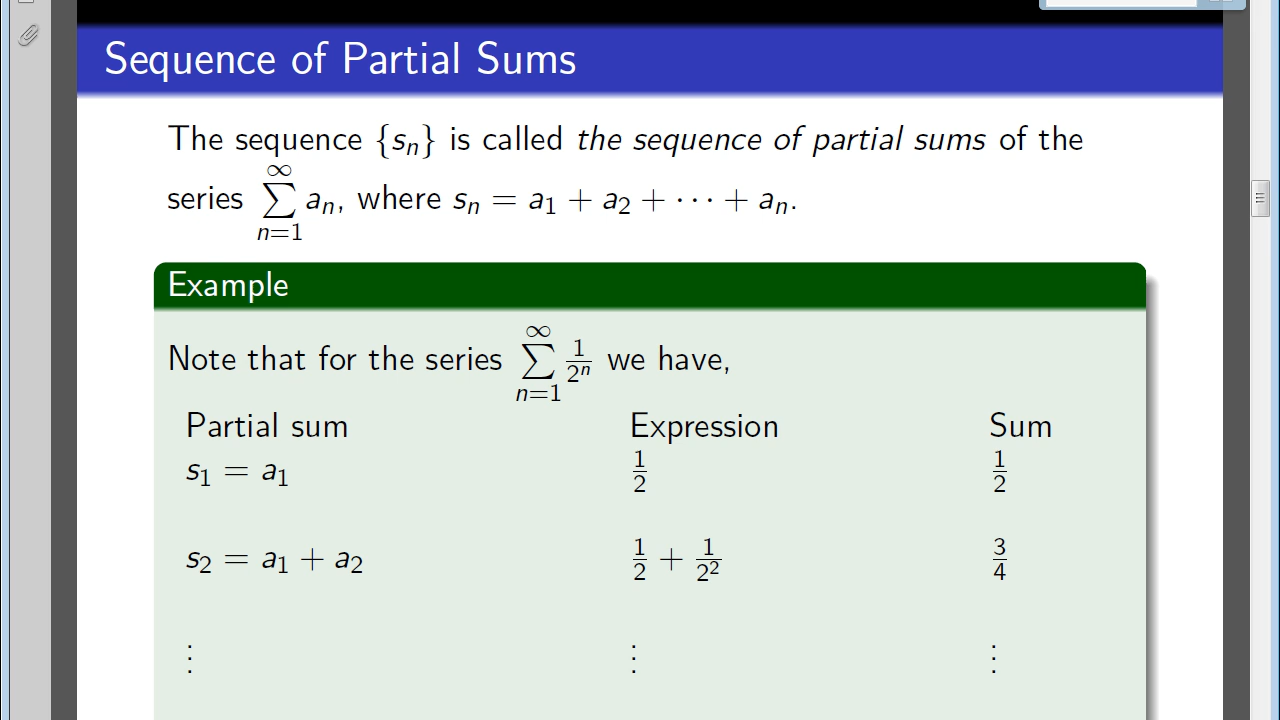 Sequence of Partial Sums
The sequence {sₙ} is called the sequence of partial sums of the
series ∑_{n=1}^{∞} aₙ, where sₙ = a₁ + a₂ + ⋯ + aₙ.
Example
Note that for the series ∑_{n=1}^{∞} 1/2ⁿ we have,
Partial sum Expression Sum
s₁ = a₁ 1/2 1/2
s₂ = a₁ + a₂ 1/2 + 1/2² 3/4
⋮ ⋮ ⋮